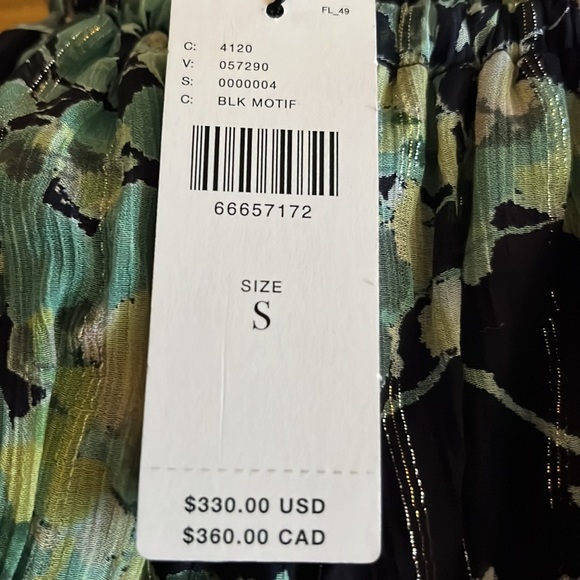 FL_49
C: 4120
V: 057290
S: 0000004
C: BLK MOTIF
66657172
SIZE
S
$330.00 USD
$360.00 CAD